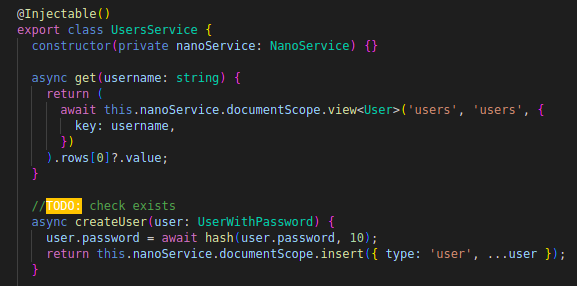 @Injectable()
export class UsersService {
  constructor(private nanoService: NanoService) {}

  async get(username: string) {
    return (
      await this.nanoService.documentScope.view<User>('users', 'users', {
        key: username,
      })
    ).rows[0]?.value;
  }

  //TODO: check exists
  async createUser(user: UserWithPassword) {
    user.password = await hash(user.password, 10);
    return this.nanoService.documentScope.insert({ type: 'user', ...user });
  }